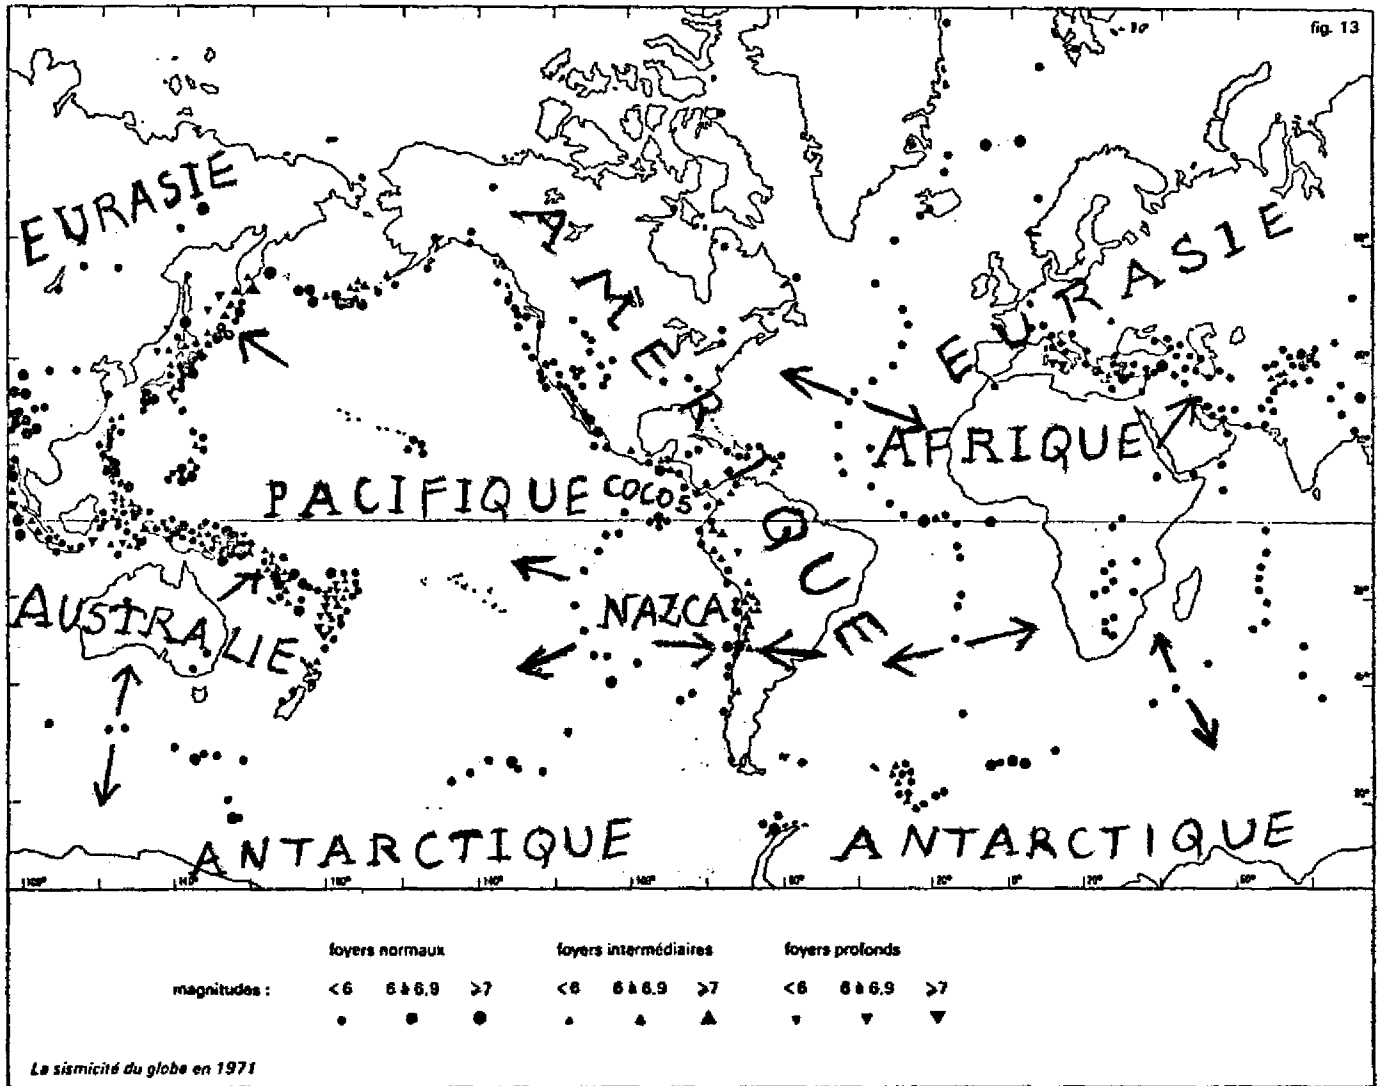 fig. 13
EURASIE
AMERIQUE
EURASIE
AFRIQUE
PACIFIQUE
COCOS
NAZCA
AUSTRALIE
ANTARCTIQUE
ANTARCTIQUE
foyers normaux foyers intermédiaires foyers profonds
magnitudes : <6 6 à 6.9 ⩾7 <6 6 à 6.9 ⩾7 <6 6 à 6.9 ⩾7
La sismicité du globe en 1971